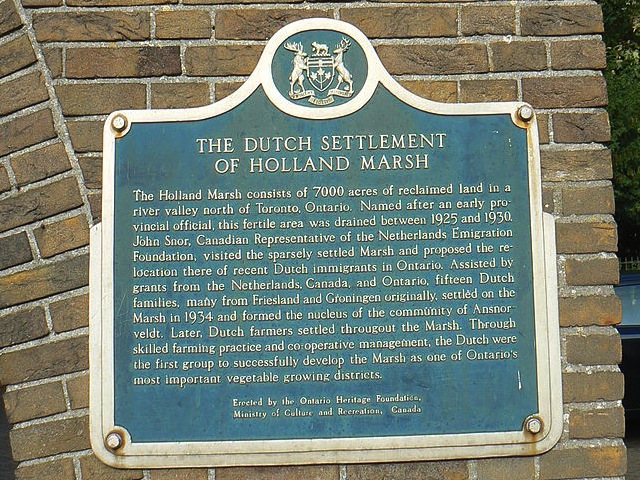 THE DUTCH SETTLEMENT
OF HOLLAND MARSH
The Holland Marsh consists of 7000 acres of reclaimed land in a
river valley north of Toronto, Ontario. Named after an early pro-
vincial official, this fertile area was drained between 1925 and 1930.
John Snor, Canadian Representative of the Netherlands Emigration
Foundation, visited the sparsely settled Marsh and proposed the re-
location there of recent Dutch immigrants in Ontario. Assisted by
grants from the Netherlands, Canada, and Ontario, fifteen Dutch
families, many from Friesland and Groningen originally, settled on the
Marsh in 1934 and formed the nucleus of the community of Ansnor-
veldt. Later, Dutch farmers settled througout the Marsh. Through
skilled farming practice and co-operative management, the Dutch were
the first group to successfully develop the Marsh as one of Ontario's
most important vegetable growing districts.
Erected by the Ontario Heritage Foundation,
Ministry of Culture and Recreation, Canada